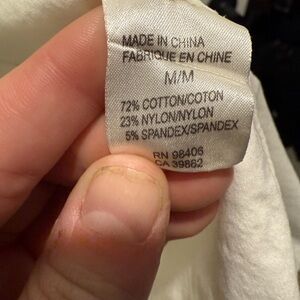 MADE IN CHINA
FABRIQUE EN CHINE
M/M
72% COTTON/COTON
23% NYLON/NYLON
5% SPANDEX/SPANDEX
RN 98406
CA 39862